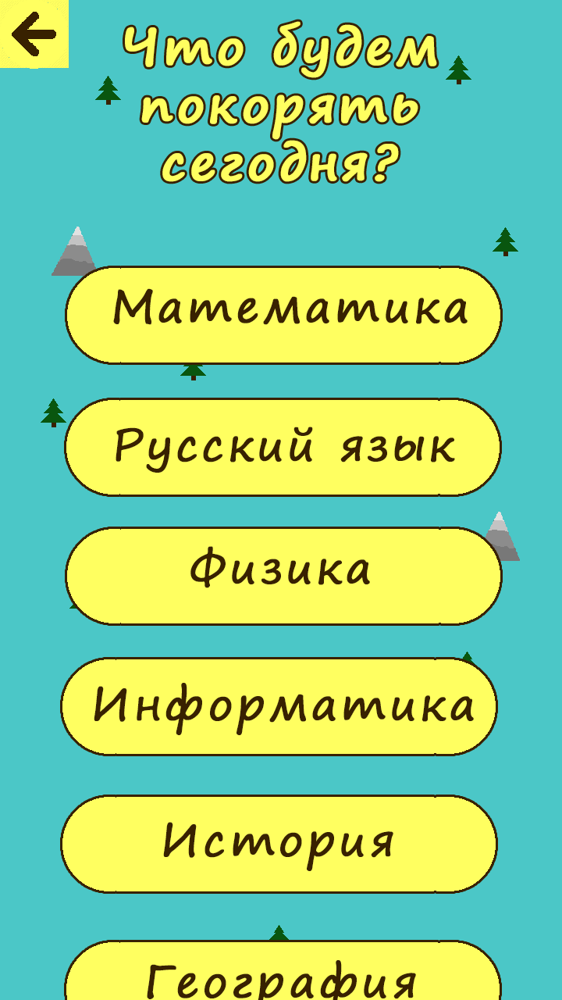 Что будем
покорять
сегодня?
Математика
Русский язык
Физика
Информатика
История
География